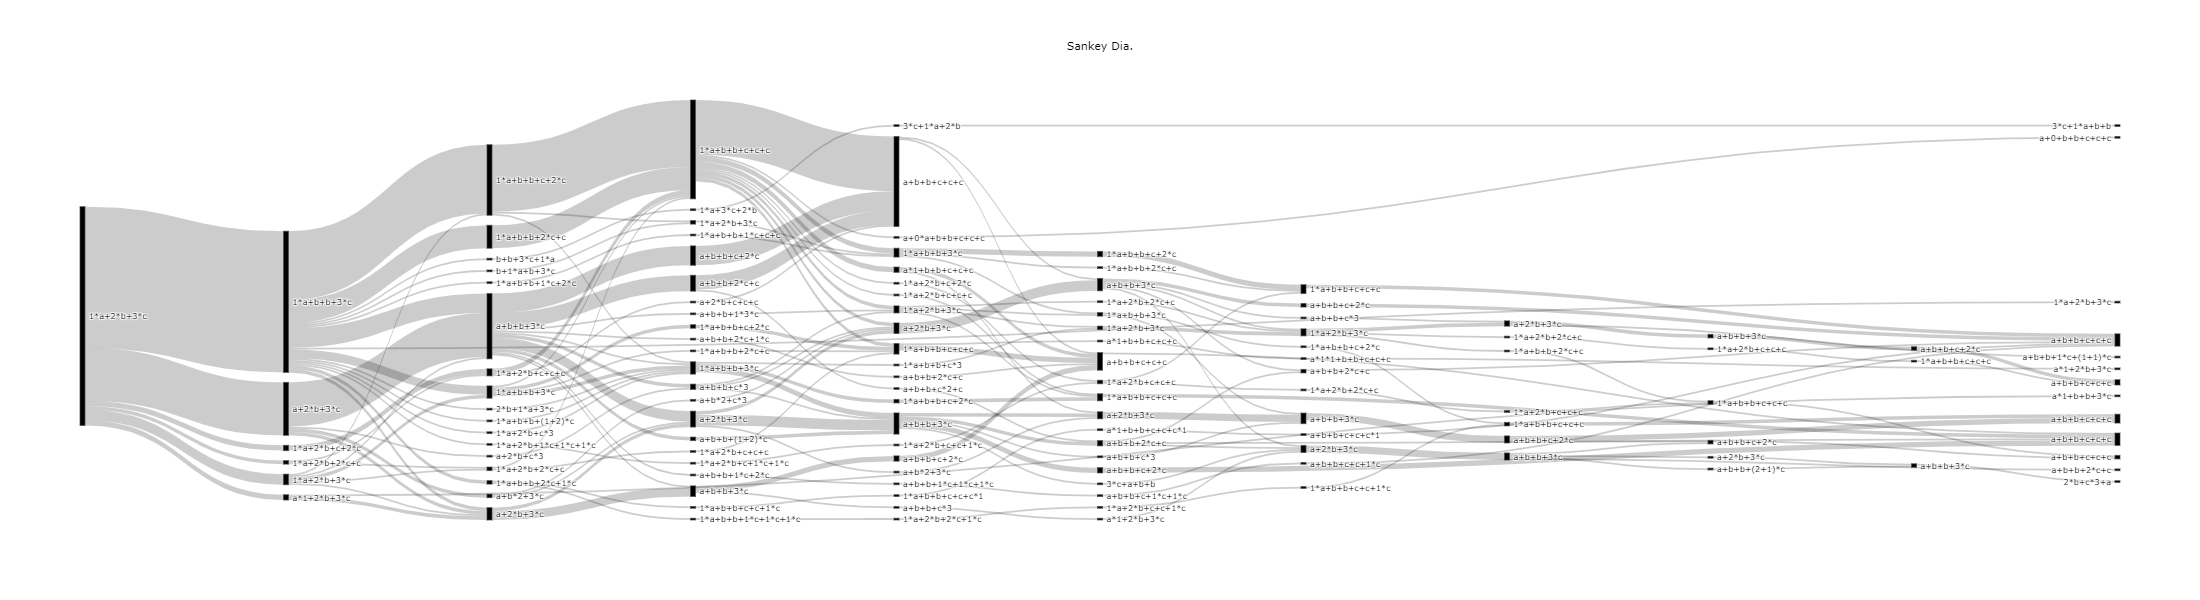 Sankey Dia.
1*a+2*b+3*c
1*a+b+b+3*c
a+2*b+3*c
1*a+2*b+c+2*c
1*a+2*b+2*c+c
1*a+2*b+3*c
a*1+2*b+3*c
1*a+b+b+c+2*c
1*a+b+b+2*c+c
b+b+3*c+1*a
b+1*a+b+3*c
1*a+b+b+1*c+2*c
a+b+b+3*c
1*a+2*b+c+c+c
1*a+b+b+3*c
2*b+1*a+3*c
1*a+b+b+(1+2)*c
1*a+2*b+c*3
1*a+2*b+1*c+1*c+1*c
a+2*b+c*3
1*a+2*b+2*c+c
1*a+b+b+2*c+1*c
a+b*2+3*c
a+2*b+3*c
1*a+b+b+c+c+c
1*a+3*c+2*b
1*a+2*b+3*c
1*a+b+b+1*c+c+c
a+b+b+c+2*c
a+b+b+2*c+c
a+2*b+c+c+c
a+b+b+1*3*c
1*a+b+b+c+2*c
a+b+b+2*c+1*c
1*a+b+b+2*c+c
1*a+b+b+3*c
a+b+b+c*3
a+b*2+c*3
a+2*b+3*c
a+b+b+(1+2)*c
1*a+2*b+c+c+c
1*a+2*b+c+1*c+1*c
a+b+b+1*c+2*c
a+b+b+3*c
1*a+b+b+c+c+1*c
1*a+b+b+1*c+1*c+1*c
3*c+1*a+2*b
a+b+b+c+c+c
a+0*a+b+b+c+c+c
1*a+b+b+3*c
a*1+b+b+c+c+c
1*a+2*b+c+2*c
1*a+2*b+c+c+c
1*a+2*b+3*c
a+2*b+3*c
1*a+b+b+c+c+c
1*a+b+b+c*3
a+b+b+2*c+c
a+b+b+c*2+c
1*a+b+b+c+2*c
a+b+b+3*c
1*a+2*b+c+c+1*c
a+b+b+c+2*c
a+b*2+3*c
a+b+b+1*c+1*c+1*c
1*a+b+b+c+c+c*1
a+b+b+c*3
1*a+2*b+2*c+1*c
1*a+b+b+c+2*c
1*a+b+b+2*c+c
a+b+b+3*c
1*a+2*b+2*c+c
1*a+b+b+3*c
1*a+2*b+3*c
a*1+b+b+c+c+c
a+b+b+c+c+c
1*a+2*b+c+c+c
1*a+b+b+c+c+c
a+2*b+3*c
a*1+b+b+c+c+c*1
a+b+b+2*c+c
a+b+b+c*3
a+b+b+c+2*c
3*c+a+b+b
a+b+b+c+1*c+1*c
1*a+2*b+c+c+1*c
a*1+2*b+3*c
1*a+b+b+c+c+c
a+b+b+c+2*c
a+b+b+c*3
1*a+2*b+3*c
1*a+b+b+c+2*c
a*1*1+b+b+c+c+c
a+b+b+2*c+c
1*a+2*b+2*c+c
a+b+b+3*c
a+b+b+c+c+c*1
a+2*b+3*c
a+b+b+c+c+1*c
1*a+b+b+c+c+1*c
a+2*b+3*c
1*a+2*b+2*c+c
1*a+b+b+2*c+c
1*a+2*b+c+c+c
1*a+b+b+c+c+c
a+b+b+c+2*c
a+b+b+3*c
a+b+b+3*c
1*a+2*b+c+c+c
1*a+b+b+c+c+c
a+b+b+c+2*c
a+2*b+3*c
a+b+b+(2+1)*c
a+b+b+c+2*c
1*a+b+b+c+c+c
a+b+b+3*c
3*c+1*a+b+b
a+0+b+b+c+c+c
1*a+2*b+3*c
a+b+b+c+c+c
a+b+b+1*c+(1+1)*c
a*1+2*b+3*c
a+b+b+c+c+c
a*1+b+b+3*c
a+b+b+c+c+c
a+b+b+c+c+c
a+b+b+c+c+c
a+b+b+2*c+c
2*b+c*3+a